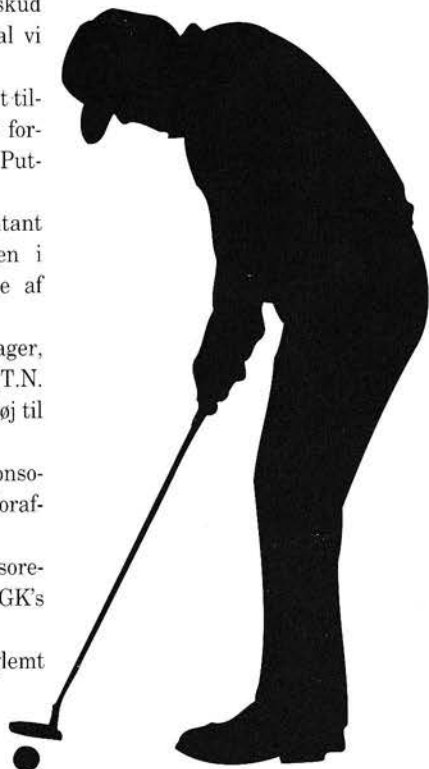 skud
al vi
t til-
for-
Put-
tant
en i
e af
ager,
T.N.
øj til
onso-
oraf-
sore-
GK's
lemt